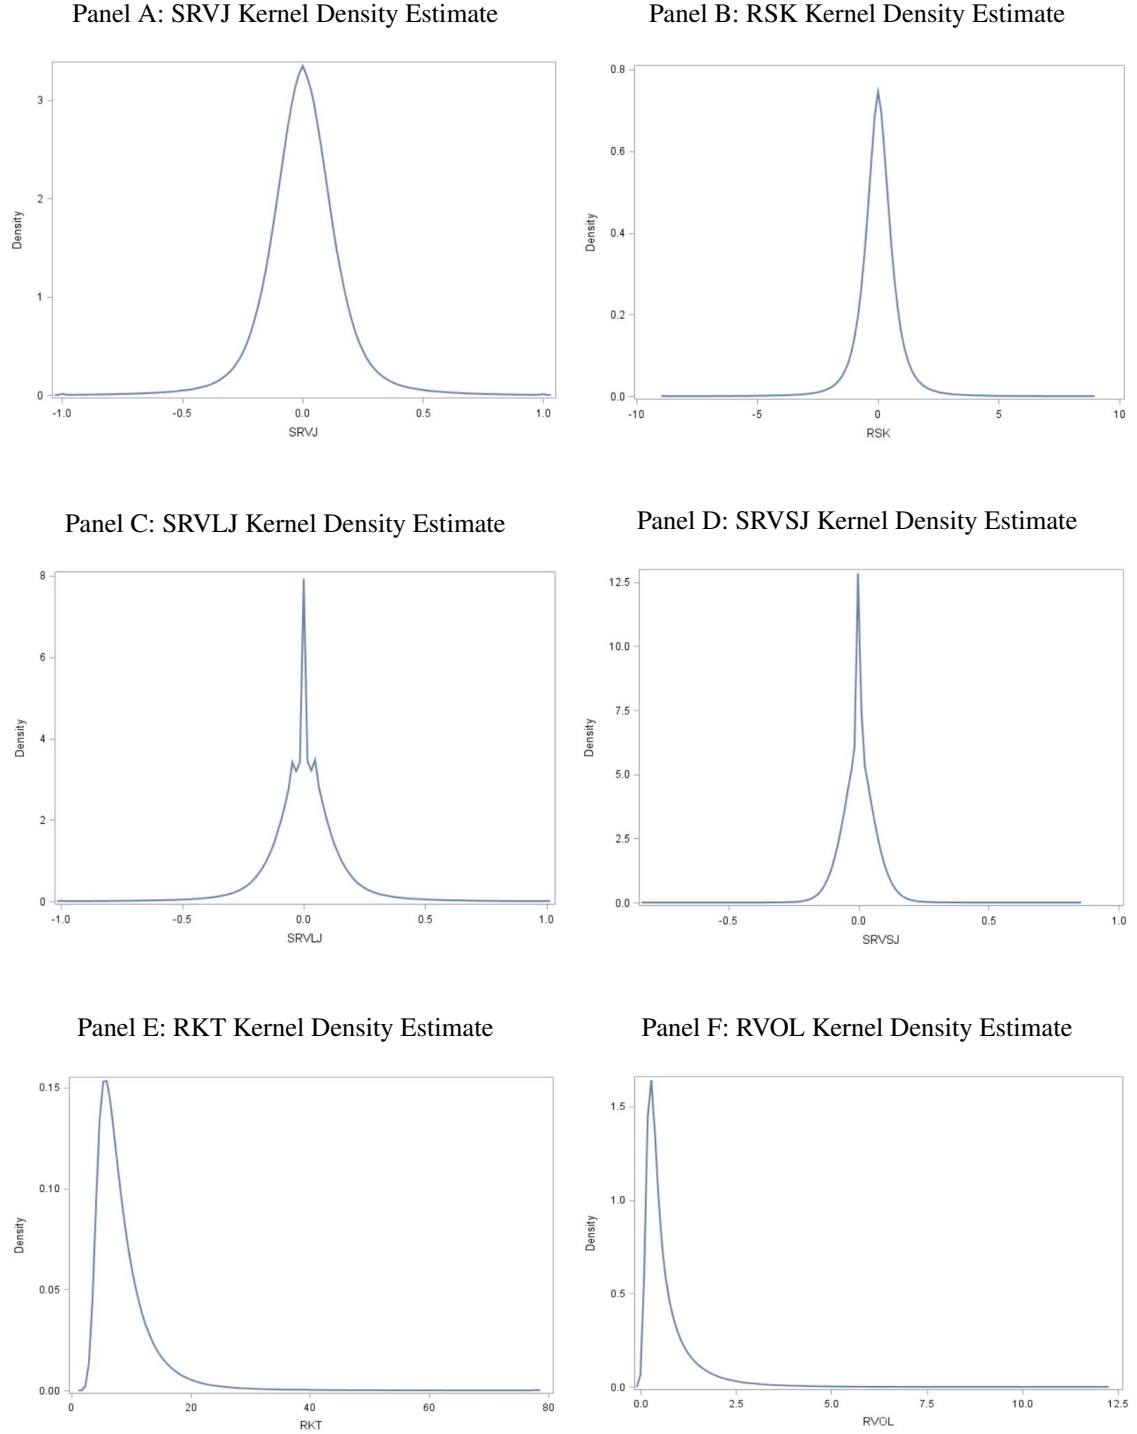 Panel A: SRVJ Kernel Density Estimate
3
2
1
0
Density
-1.0 -0.5 0.0 0.5 1.0
SRVJ
Panel B: RSK Kernel Density Estimate
0.8
0.6
0.4
0.2
0.0
Density
-10 -5 0 5 10
RSK
Panel C: SRVLJ Kernel Density Estimate
8
6
4
2
0
Density
-1.0 -0.5 0.0 0.5 1.0
SRVLJ
Panel D: SRVSJ Kernel Density Estimate
12.5
10.0
7.5
5.0
2.5
0.0
Density
-0.5 0.0 0.5 1.0
SRVSJ
Panel E: RKT Kernel Density Estimate
0.15
0.10
0.05
0.00
Density
0 20 40 60 80
RKT
Panel F: RVOL Kernel Density Estimate
1.5
1.0
0.5
0.0
Density
0.0 2.5 5.0 7.5 10.0 12.5
RVOL